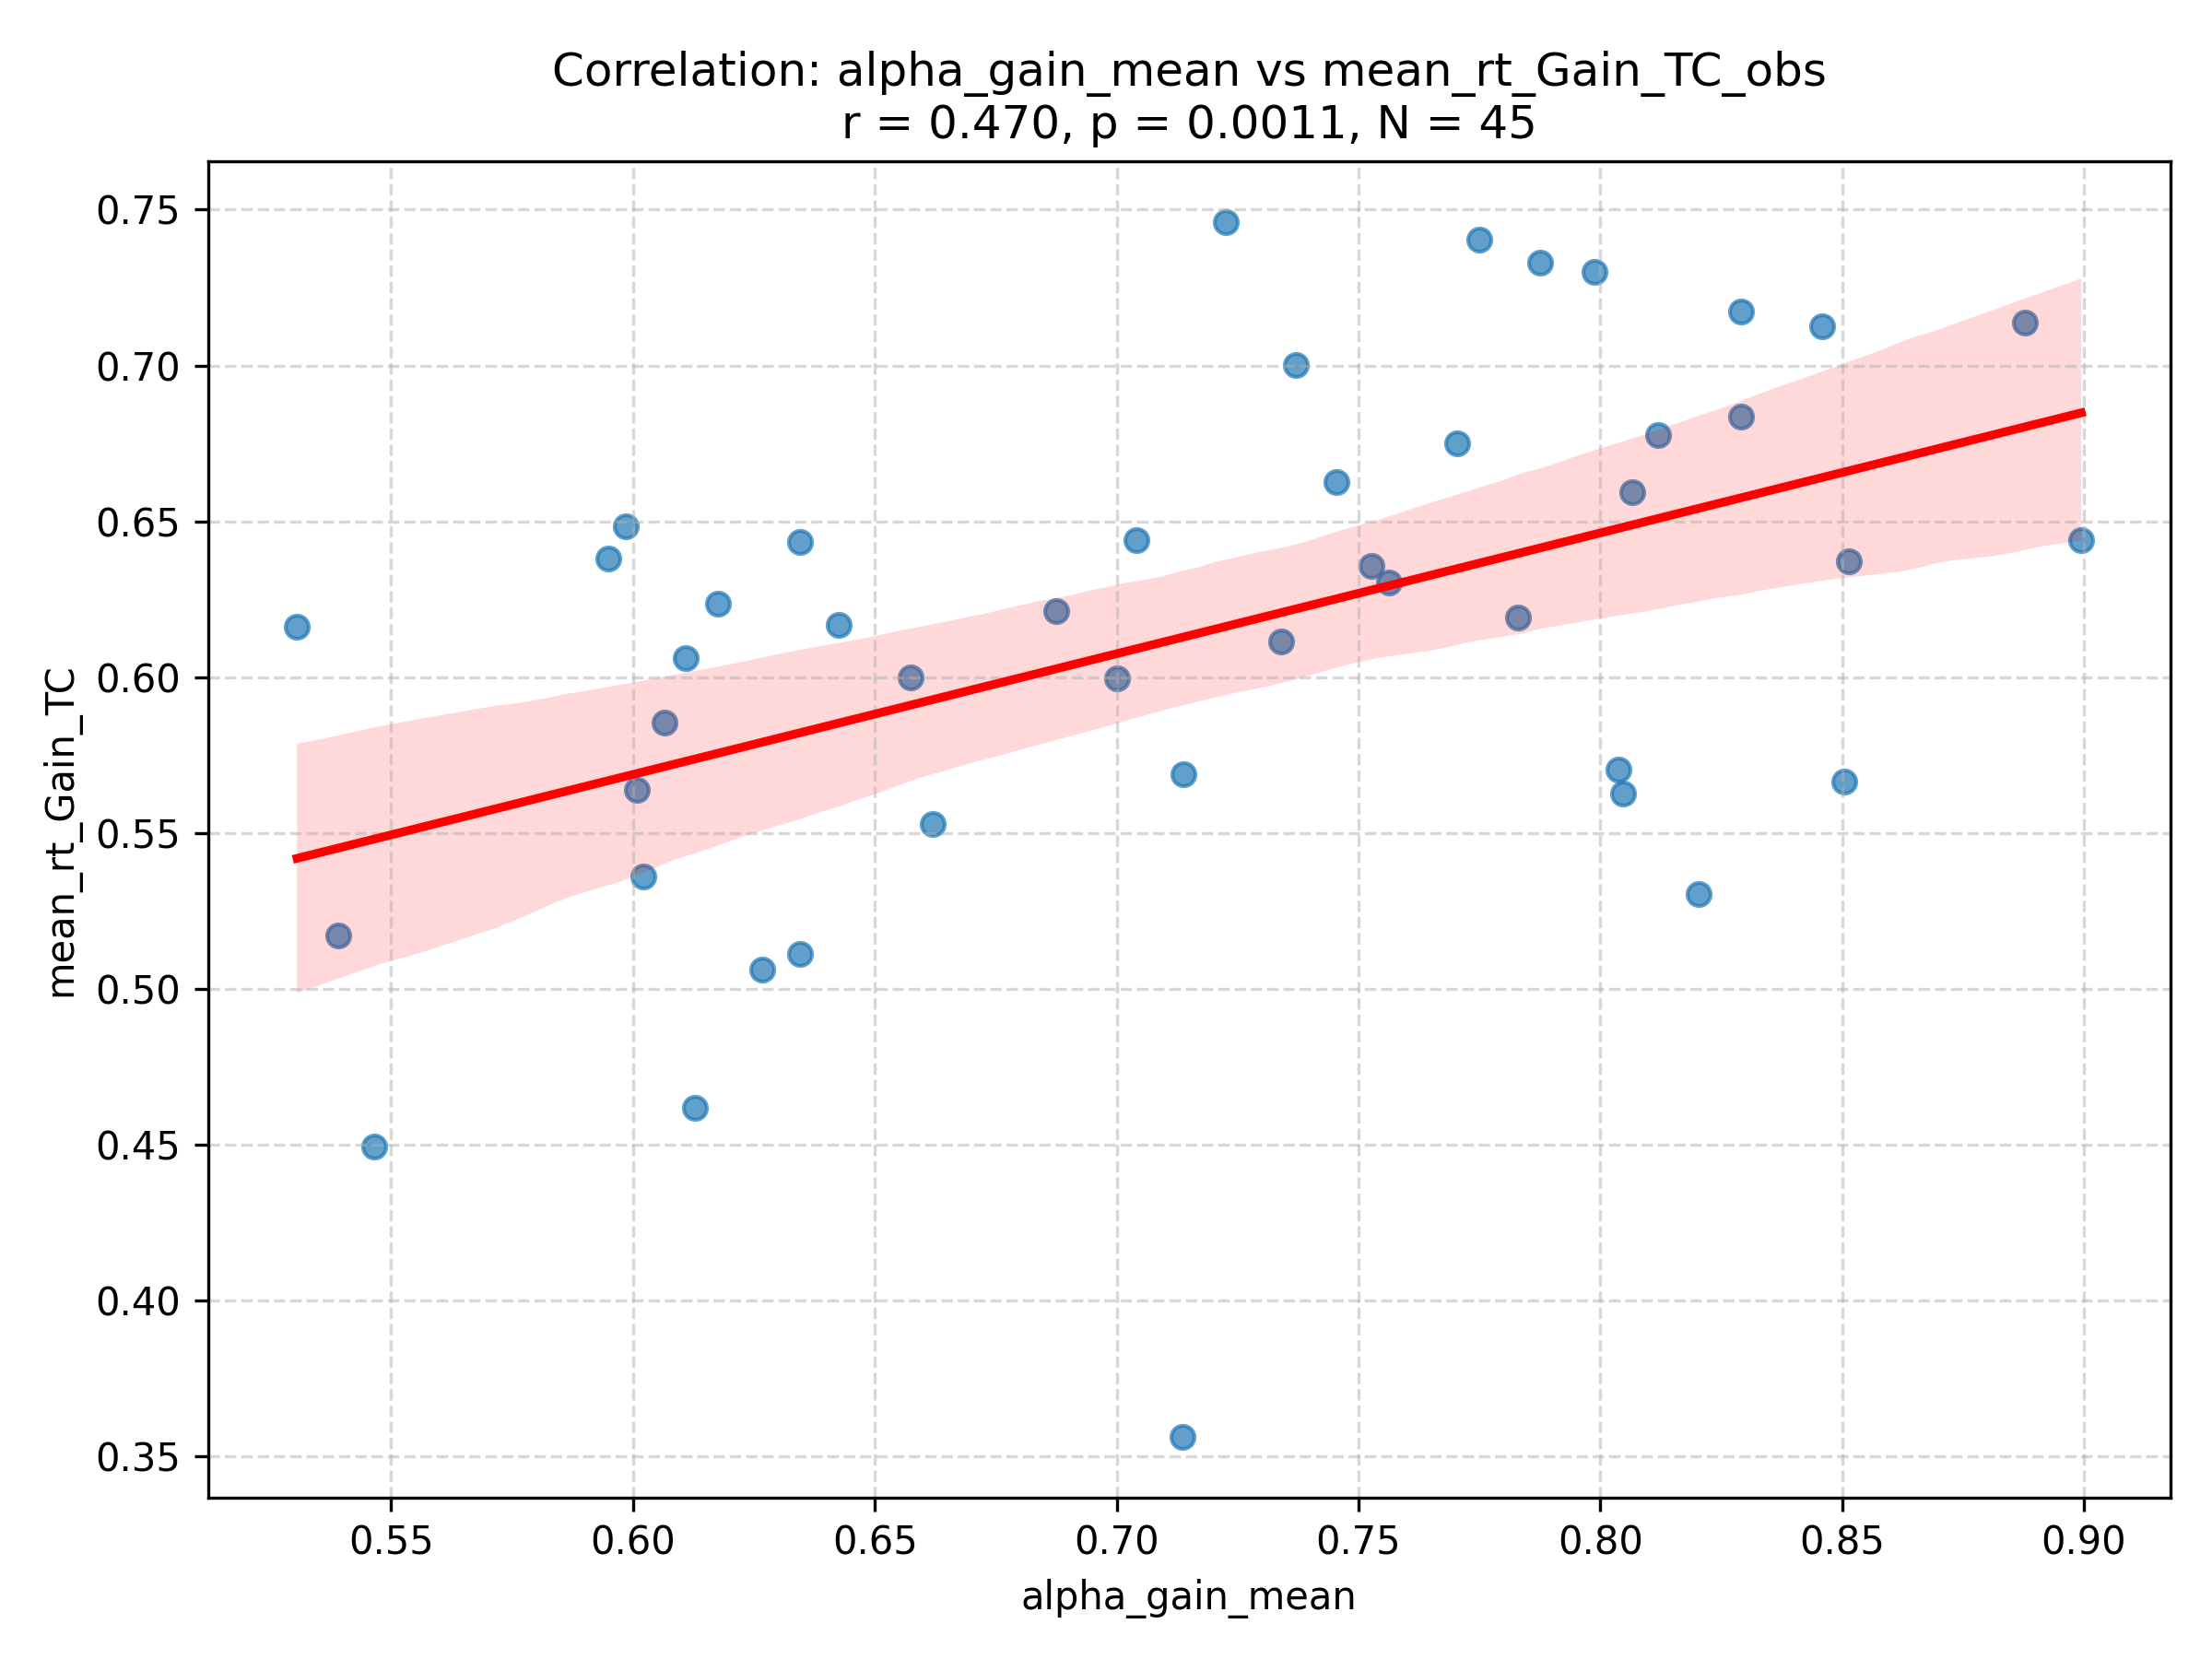 Correlation: alpha_gain_mean vs mean_rt_Gain_TC_obs
r = 0.470, p = 0.0011, N = 45
mean_rt_Gain_TC
0.75
0.70
0.65
0.60
0.55
0.50
0.45
0.40
0.35
0.55 0.60 0.65 0.70 0.75 0.80 0.85 0.90
alpha_gain_mean